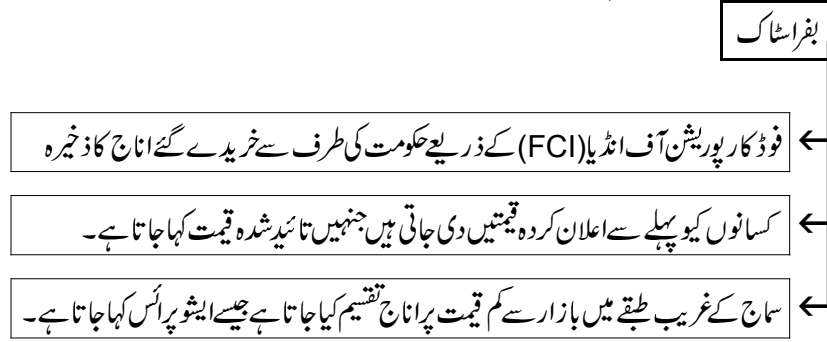 بفراسٹاک
فوڈ کارپوریشن آف انڈیا (FCI) کے ذریعے حکومت کی طرف سے خریدے گئے اناج کا ذخیرہ
کسانوں کیو پہلے سے اعلان کردہ قیمتیں دی جاتی ہیں جنہیں تائید شدہ قیمت کہا جاتا ہے۔
سماج کے غریب طبقے میں بازار سے کم قیمت پر اناج تقسیم کیا جاتا ہے جیسے ایشو پرائس کہا جاتا ہے۔